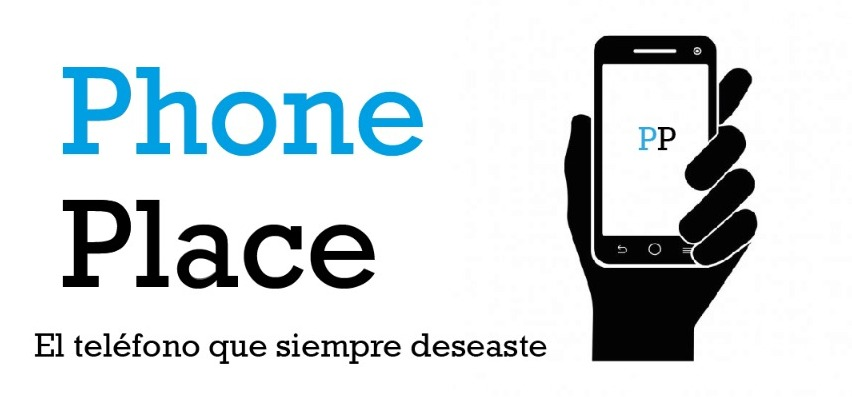 Phone
Place
El teléfono que siempre deseaste
PP